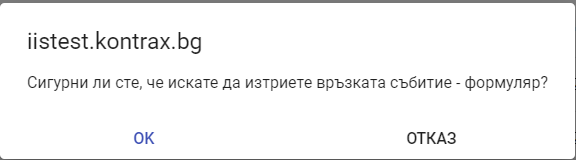 iistest.kontrax.bg
Сигурни ли сте, че искате да изтриете връзката събитие - формуляр?
OK
ОТКАЗ